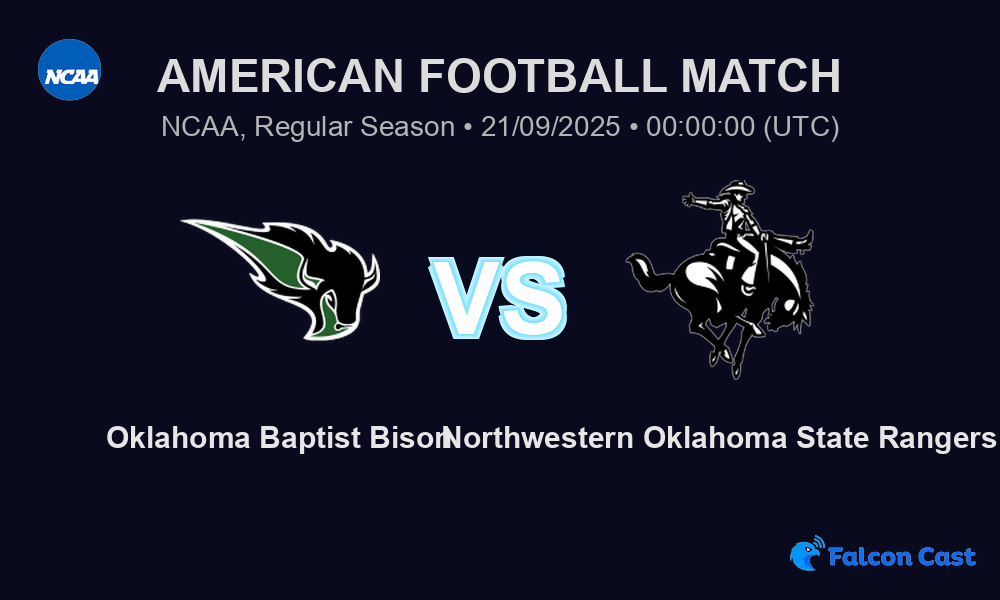 NCAA
AMERICAN FOOTBALL MATCH
NCAA, Regular Season • 21/09/2025 • 00:00:00 (UTC)
VS
Oklahoma Baptist Bison
Northwestern Oklahoma State Rangers
Falcon Cast